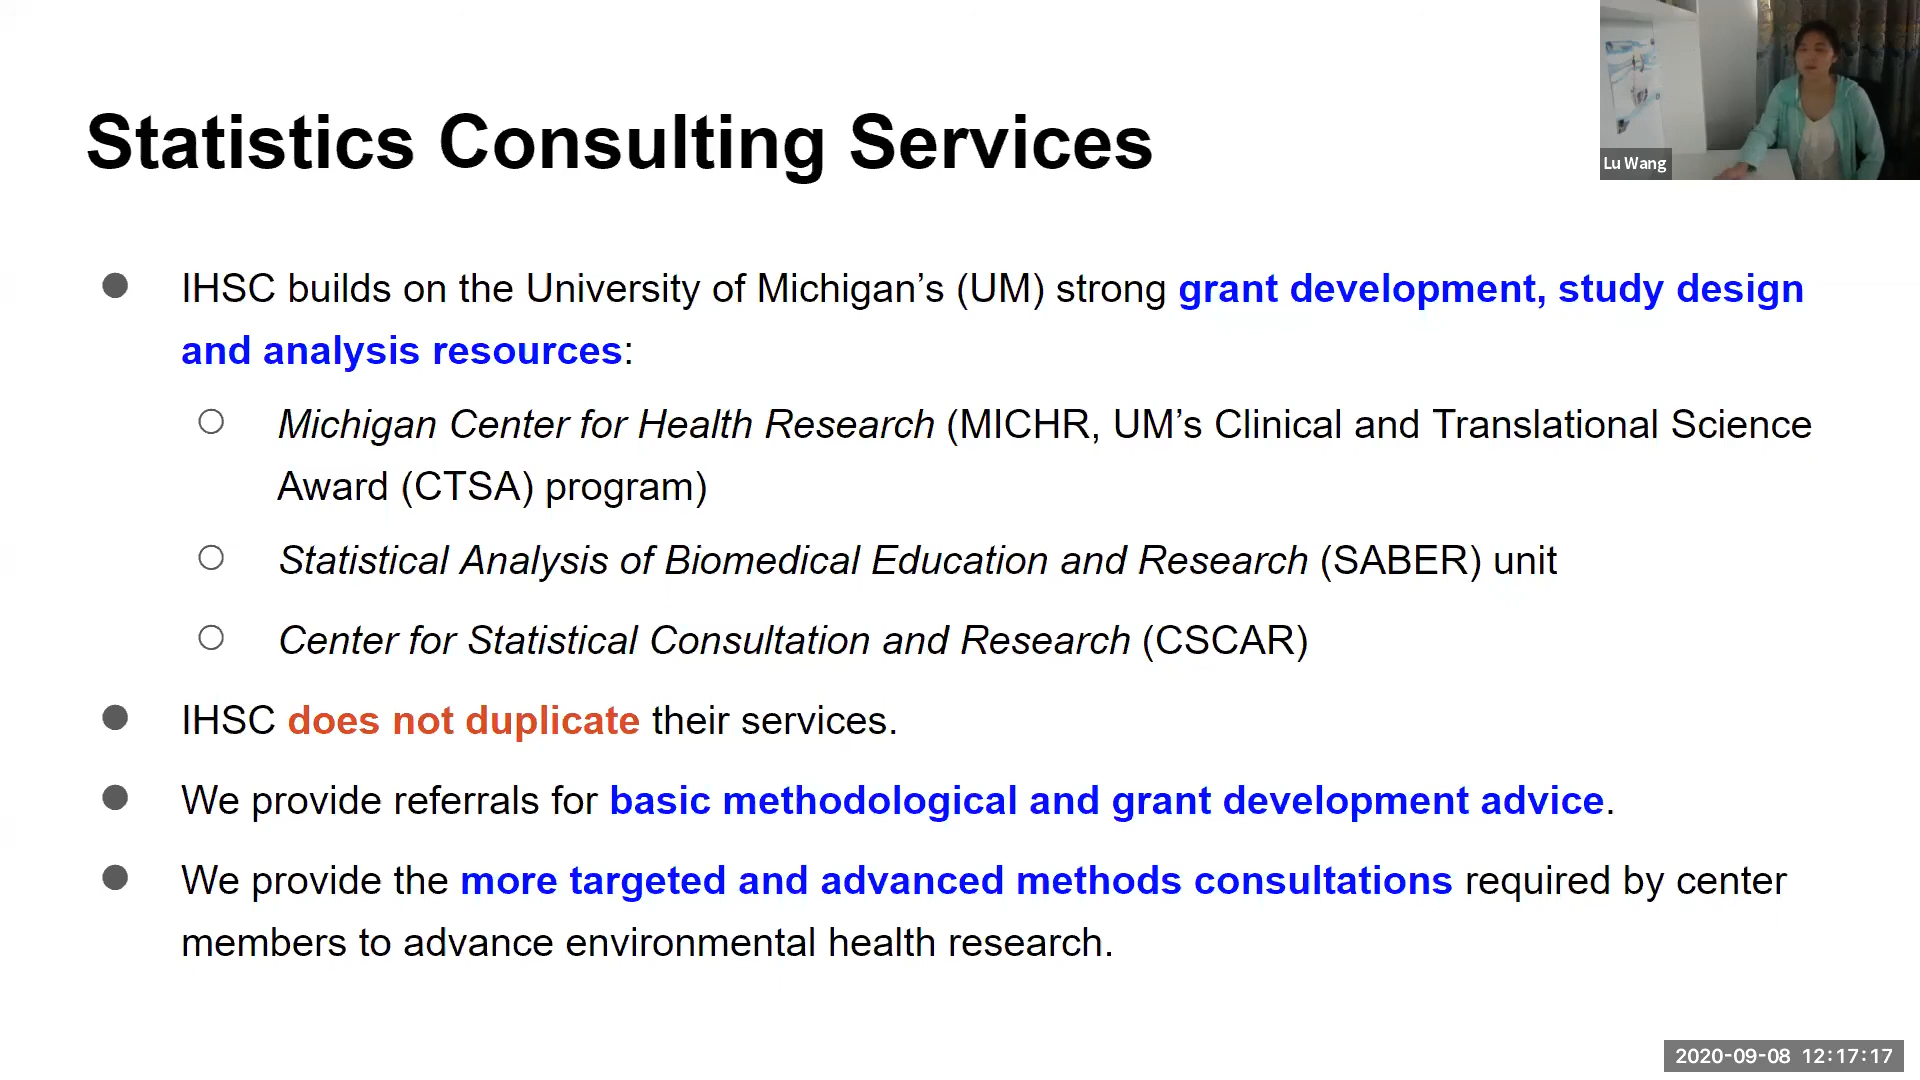 Statistics Consulting Services
Lu Wang
● IHSC builds on the University of Michigan’s (UM) strong grant development, study design
and analysis resources:
○ Michigan Center for Health Research (MICHR, UM’s Clinical and Translational Science
Award (CTSA) program)
○ Statistical Analysis of Biomedical Education and Research (SABER) unit
○ Center for Statistical Consultation and Research (CSCAR)
● IHSC does not duplicate their services.
● We provide referrals for basic methodological and grant development advice.
● We provide the more targeted and advanced methods consultations required by center
members to advance environmental health research.
2020-09-08 12:17:17